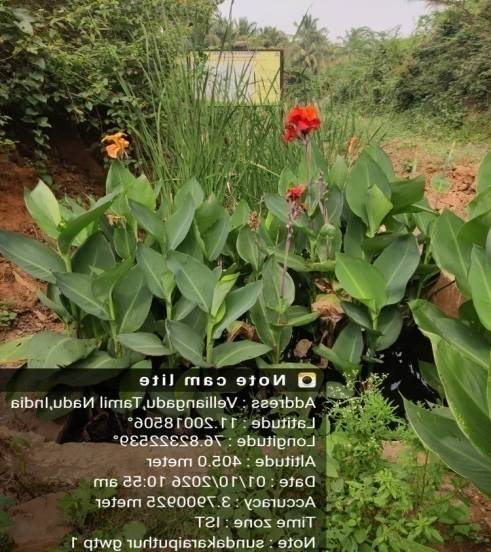 Note cam lite
Address : Velliangadu,Tamil Nadu,India
Latitude : 11.20018506°
Longitude : 76.82322539°
Altitude : 405.0 meter
Date : 01/10/2026 10:55 am
Accuracy : 3.7900925 meter
Time zone : IST
Note : sundakaraiputhur gwtp 1